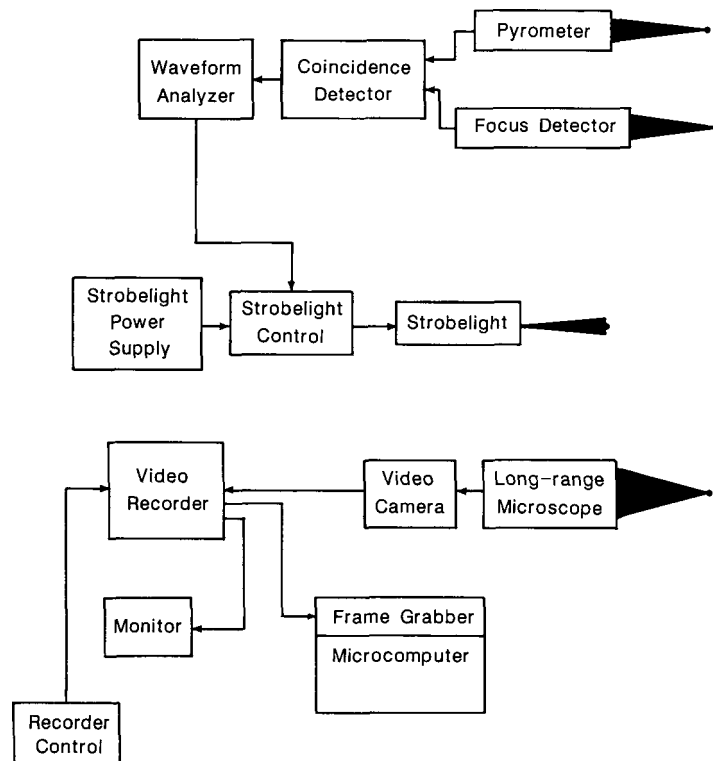 Pyrometer
Waveform
Analyzer
Coincidence
Detector
Focus Detector
Strobelight
Power
Supply
Strobelight
Control
Strobelight
Video
Recorder
Video
Camera
Long-range
Microscope
Monitor
Frame Grabber
Microcomputer
Recorder
Control